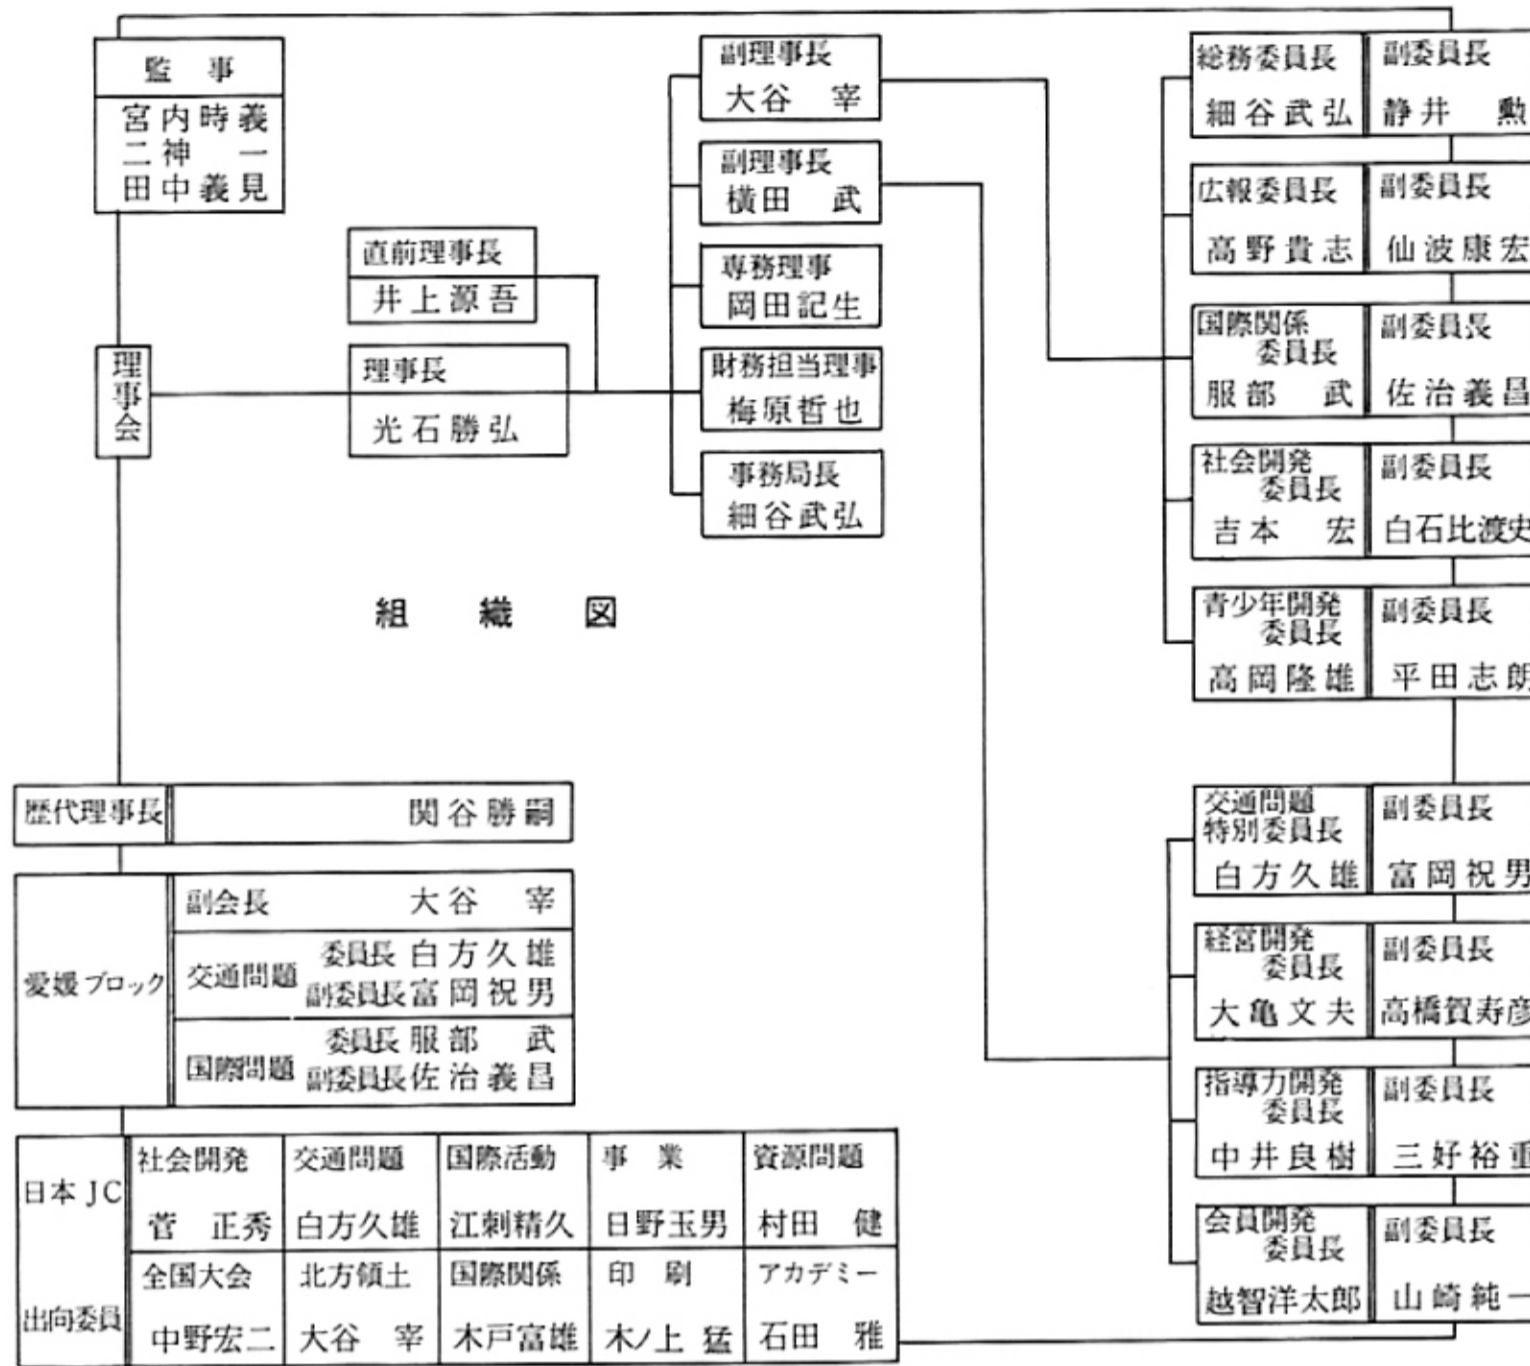 監 事
宮内時義
二神 一
田中義見
理事会
直前理事長
井上源吾
理事長
光石勝弘
副理事長
大谷 宰
副理事長
横田 武
専務理事
岡田記生
財務担当理事
梅原哲也
事務局長
細谷武弘
組 織 図
総務委員長
細谷武弘
副委員長
静井 勲
広報委員長
高野貴志
副委員長
仙波康宏
国際関係
委員長
服部 武
副委員長
佐治義昌
社会開発
委員長
吉本 宏
副委員長
白石比渡史
青少年開発
委員長
高岡隆雄
副委員長
平田志朗
交通問題
特別委員長
白方久雄
副委員長
富岡祝男
経営開発
委員長
大亀文夫
副委員長
高橋賀寿彦
指導力開発
委員長
中井良樹
副委員長
三好裕重
会員開発
委員長
越智洋太郎
副委員長
山崎純一
歴代理事長
関谷勝嗣
愛媛ブロック
副会長 大谷 宰
交通問題
委員長 白方久雄
副委員長 富岡祝男
国際問題
委員長 服部 武
副委員長 佐治義昌
日本JC
出向委員
社会開発
菅 正秀
交通問題
白方久雄
国際活動
江刺精久
事 業
日野玉男
資源問題
村田 健
全国大会
中野宏二
北方領土
大谷 宰
国際関係
木戸富雄
印 刷
木ノ上 猛
アカデミー
石田 雅